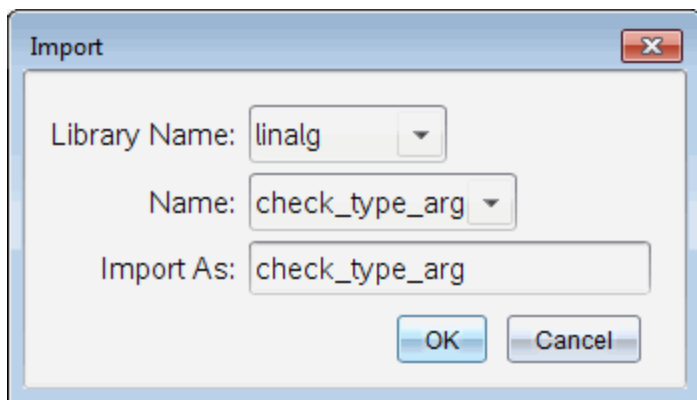 Import
Library Name: linalg
Name: check_type_arg
Import As: check_type_arg
OK Cancel